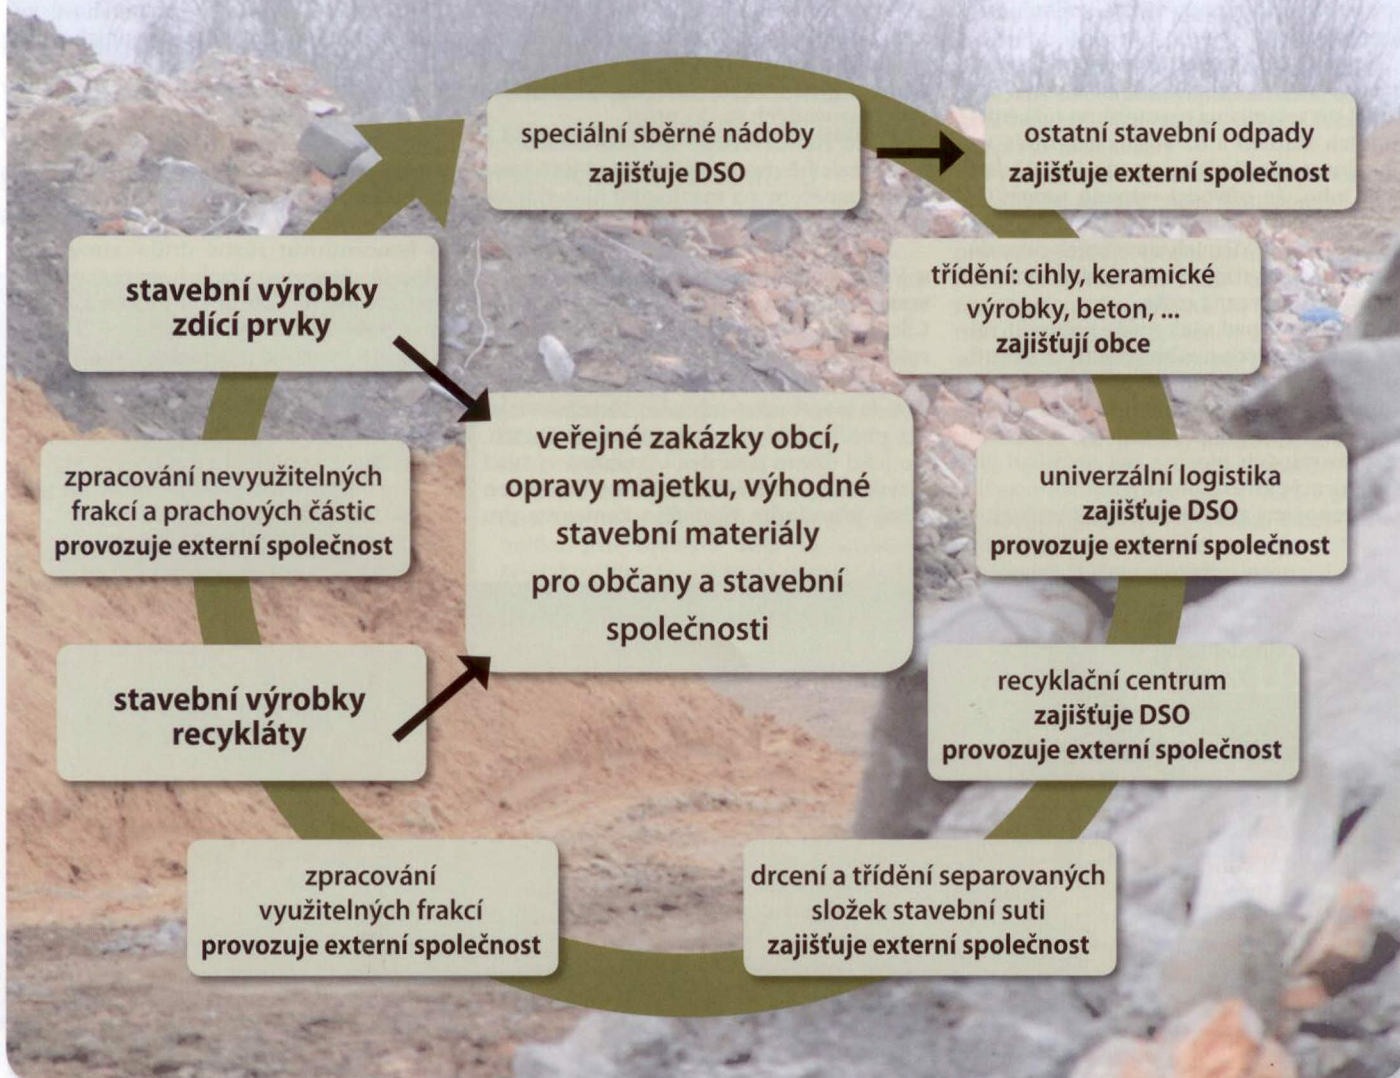 speciální sběrné nádoby
zajišťuje DSO
ostatní stavební odpady
zajišťuje externí společnost
třídění: cihly, keramické
výrobky, beton, ...
zajišťují obce
univerzální logistika
zajišťuje DSO
provozuje externí společnost
recyklační centrum
zajišťuje DSO
provozuje externí společnost
drcení a třídění separovaných
složek stavební suti
zajišťuje externí společnost
zpracování
využitelných frakcí
provozuje externí společnost
stavební výrobky
recykláty
zpracování nevyužitelných
frakcí a prachových částic
provozuje externí společnost
stavební výrobky
zdící prvky
veřejné zakázky obcí,
opravy majetku, výhodné
stavební materiály
pro občany a stavební
společnosti